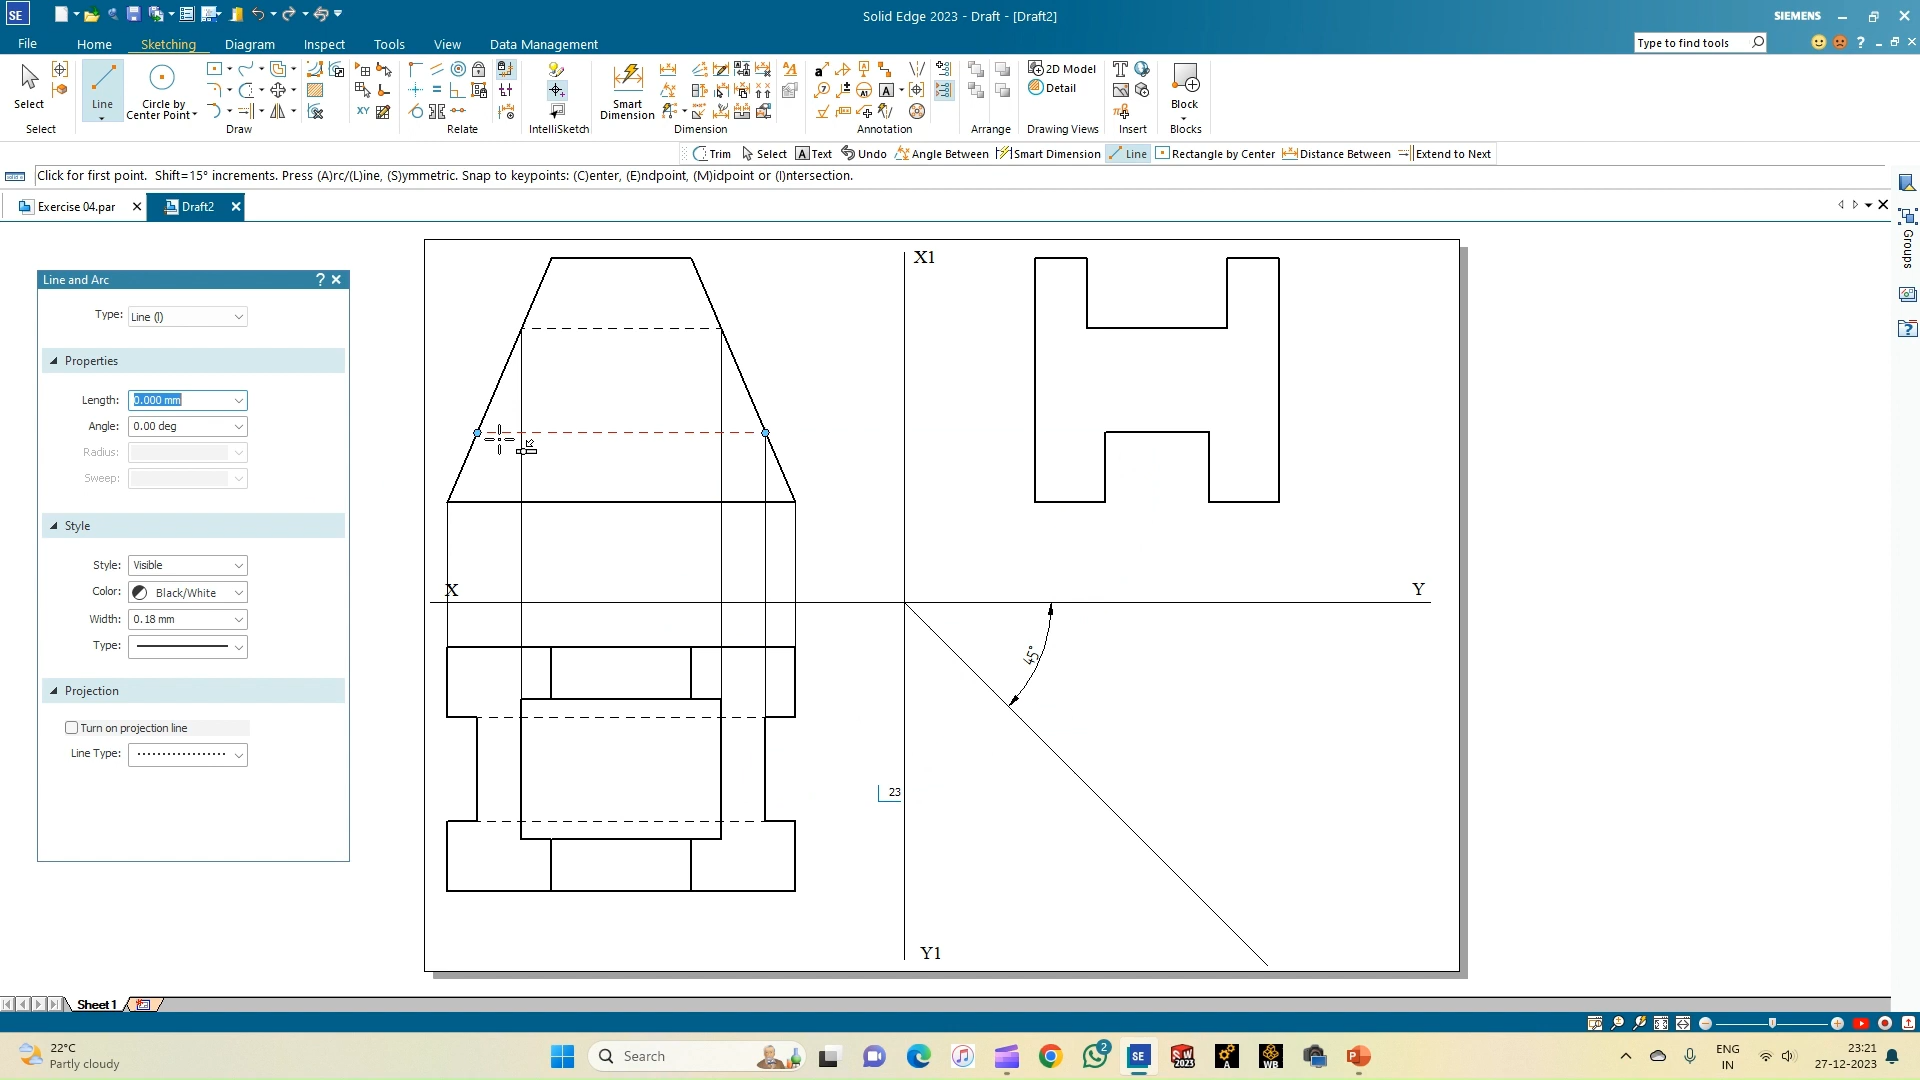 SE
Solid Edge 2023 - Draft - [Draft2]
SIEMENS
File
Home
Sketching
Diagram
Inspect
Tools
View
Data Management
Type to find tools
Select
Line
Circle by
Center Point
Smart
Dimension
2D Model
Detail
Block
Select
Draw
Relate
IntelliSketch
Dimension
Annotation
Arrange
Drawing Views
Insert
Blocks
Trim
Select
Text
Undo
Angle Between
Smart Dimension
Line
Rectangle by Center
Distance Between
Extend to Next
Click for first point. Shift=15° increments. Press (A)rc/(L)ine, (S)ymmetric. Snap to keypoints: (C)enter, (E)ndpoint, (M)idpoint or (I)ntersection.
Exercise 04.par
Draft2
Groups
Line and Arc
Type: Line (l)
Properties
Length: 0.000 mm
Angle: 0.00 deg
Radius:
Sweep:
Style
Style: Visible
Color: Black/White
Width: 0.18 mm
Type:
Projection
Turn on projection line
Line Type:
X1
X
Y
45°
23
Y1
Sheet1
22°C
Partly cloudy
Search
2
SE
ENG
IN
23:21
27-12-2023